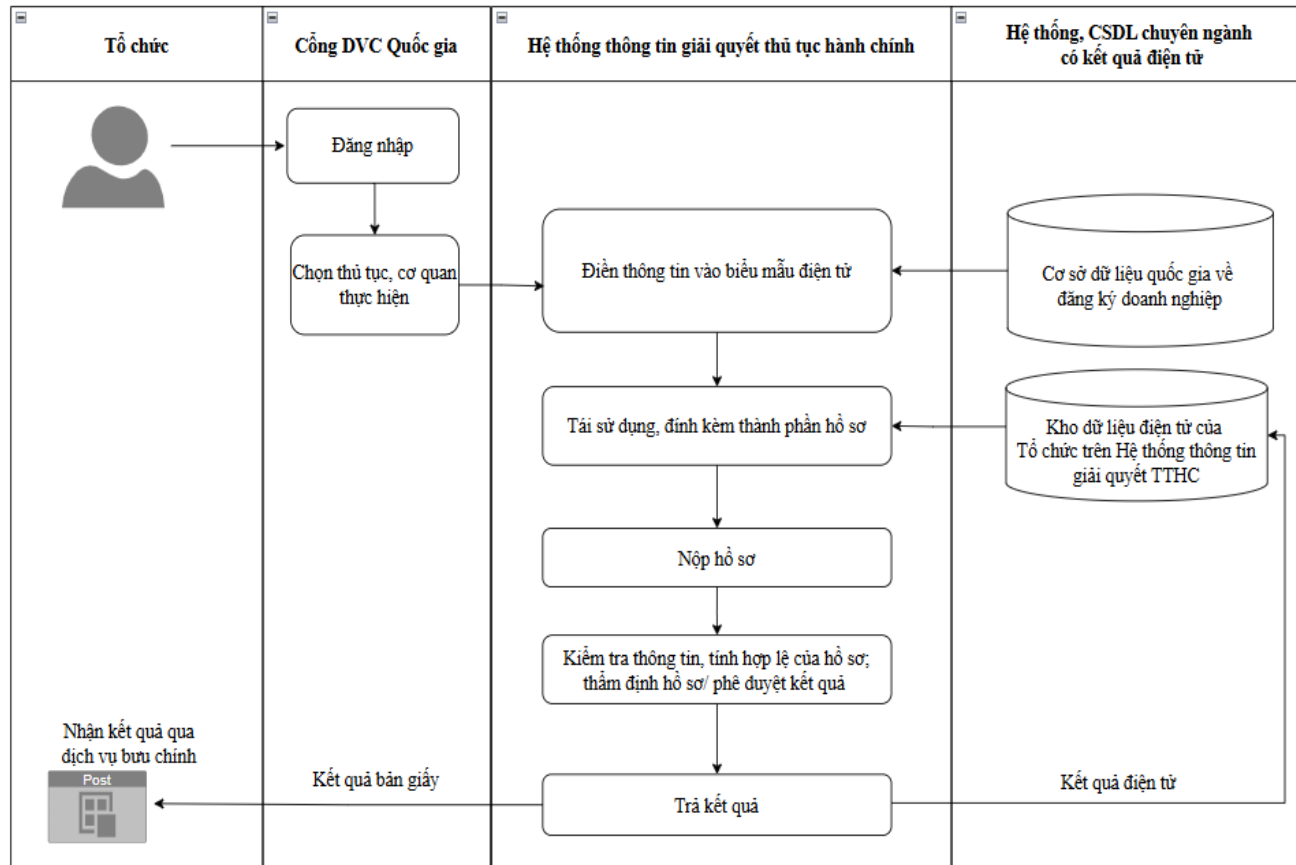 Tổ chức
Cổng DVC Quốc gia
Hệ thống thông tin giải quyết thủ tục hành chính
Hệ thống, CSDL chuyên ngành
có kết quả điện tử
Đăng nhập
Chọn thủ tục, cơ quan
thực hiện
Điền thông tin vào biểu mẫu điện tử
Cơ sở dữ liệu quốc gia về
đăng ký doanh nghiệp
Tái sử dụng, đính kèm thành phần hồ sơ
Kho dữ liệu điện tử của
Tổ chức trên Hệ thống thông tin
giải quyết TTHC
Nộp hồ sơ
Kiểm tra thông tin, tính hợp lệ của hồ sơ;
thẩm định hồ sơ/ phê duyệt kết quả
Nhận kết quả qua
dịch vụ bưu chính
Post
Kết quả bản giấy
Trả kết quả
Kết quả điện tử